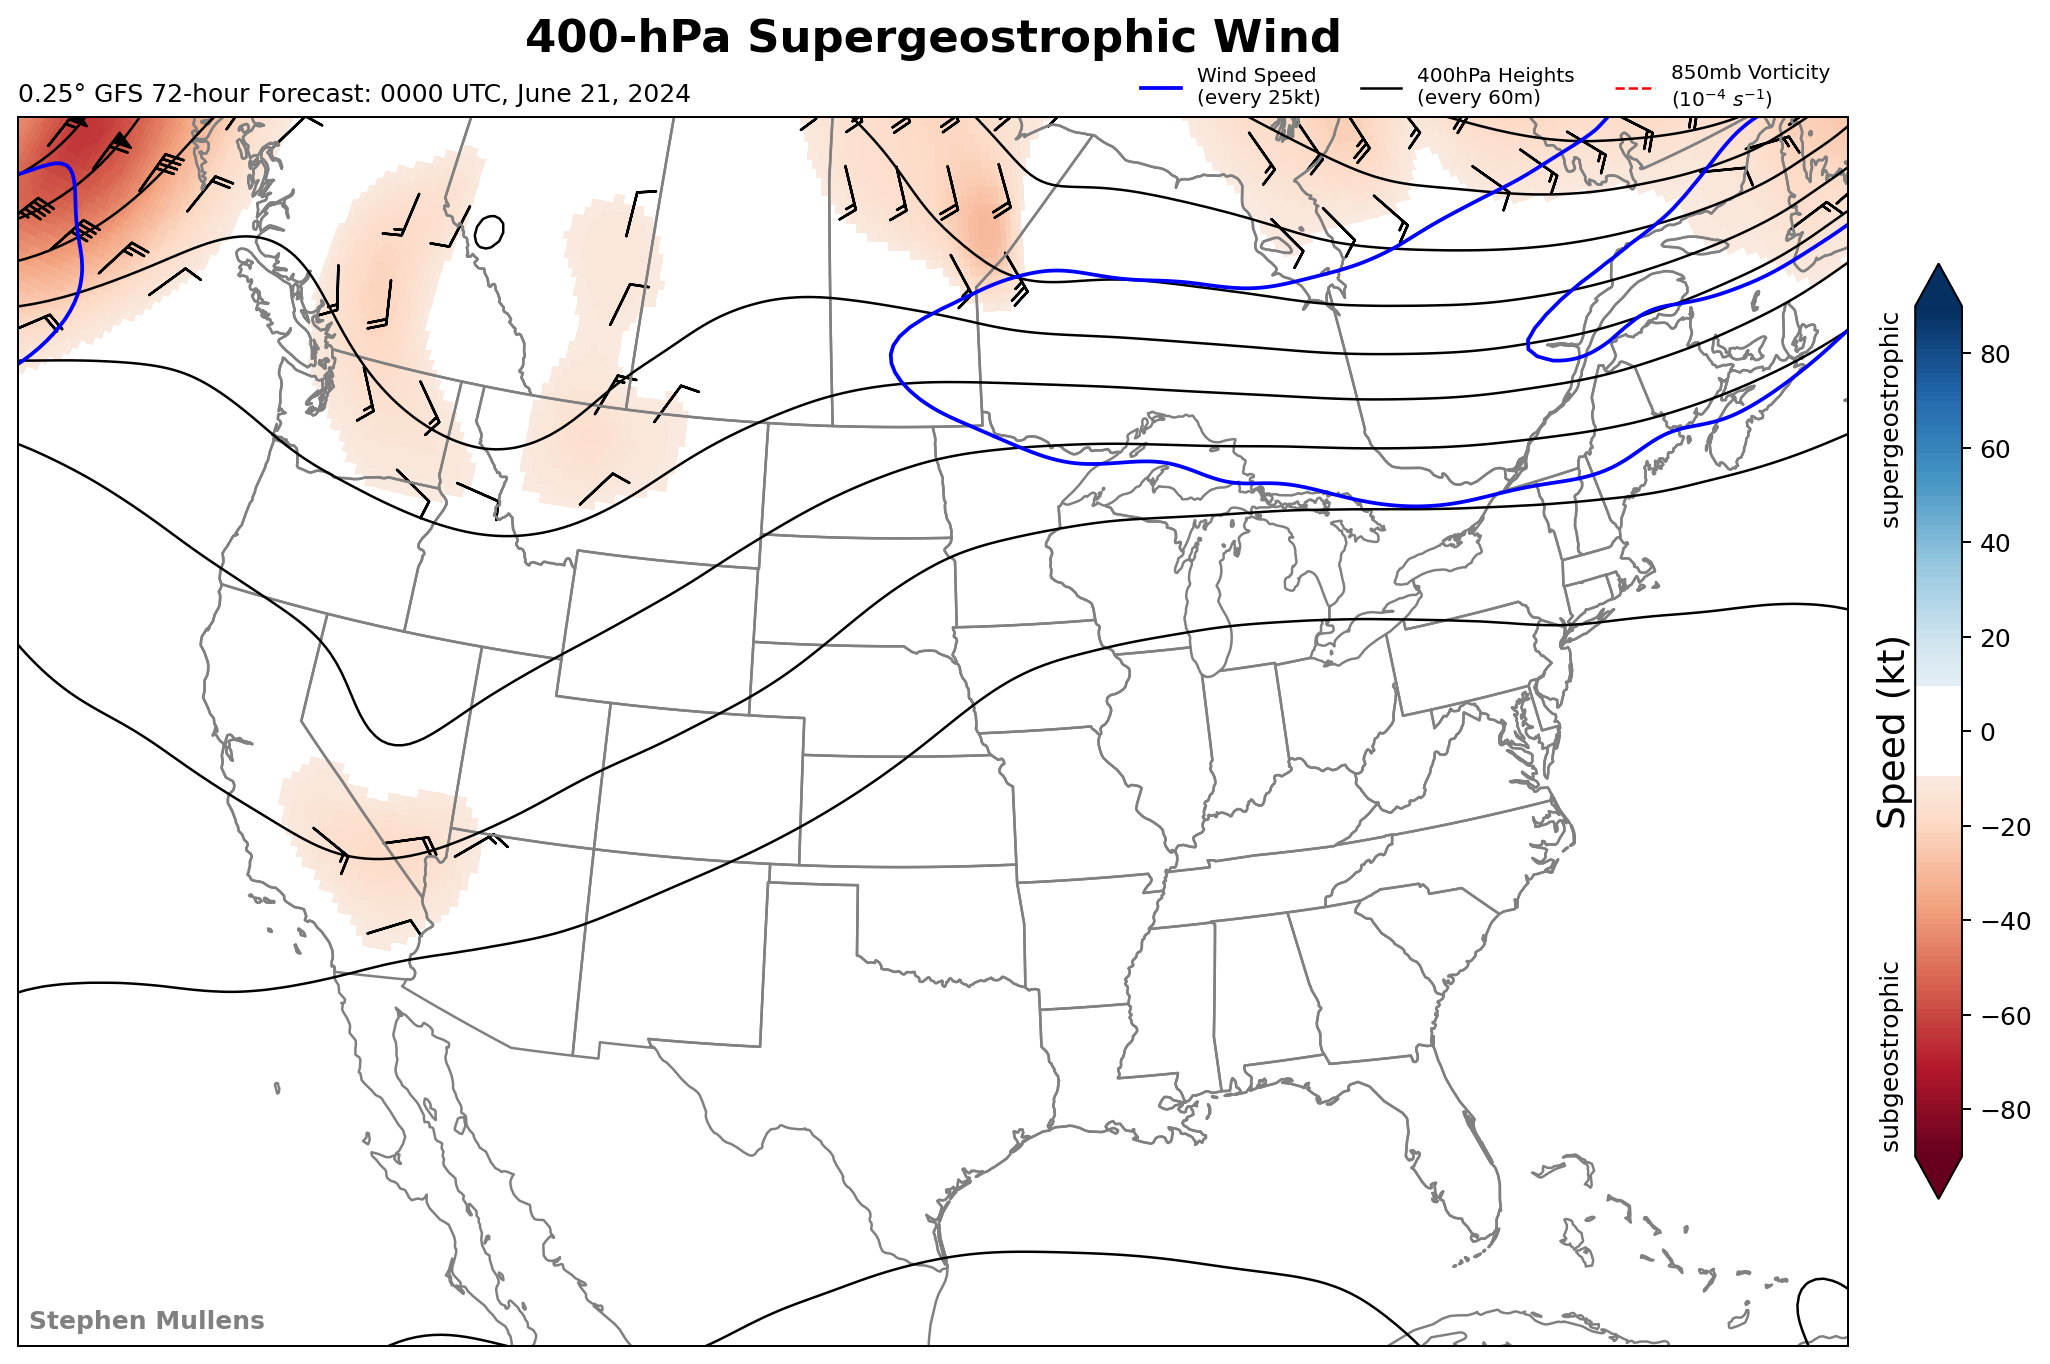 400-hPa Supergeostrophic Wind
0.25° GFS 72-hour Forecast: 0000 UTC, June 21, 2024
Wind Speed
(every 25kt)
400hPa Heights
(every 60m)
850mb Vorticity
(10⁻⁴ s⁻¹)
supergeostrophic
Speed (kt)
subgeostrophic
80
60
40
20
0
−20
−40
−60
−80
Stephen Mullens